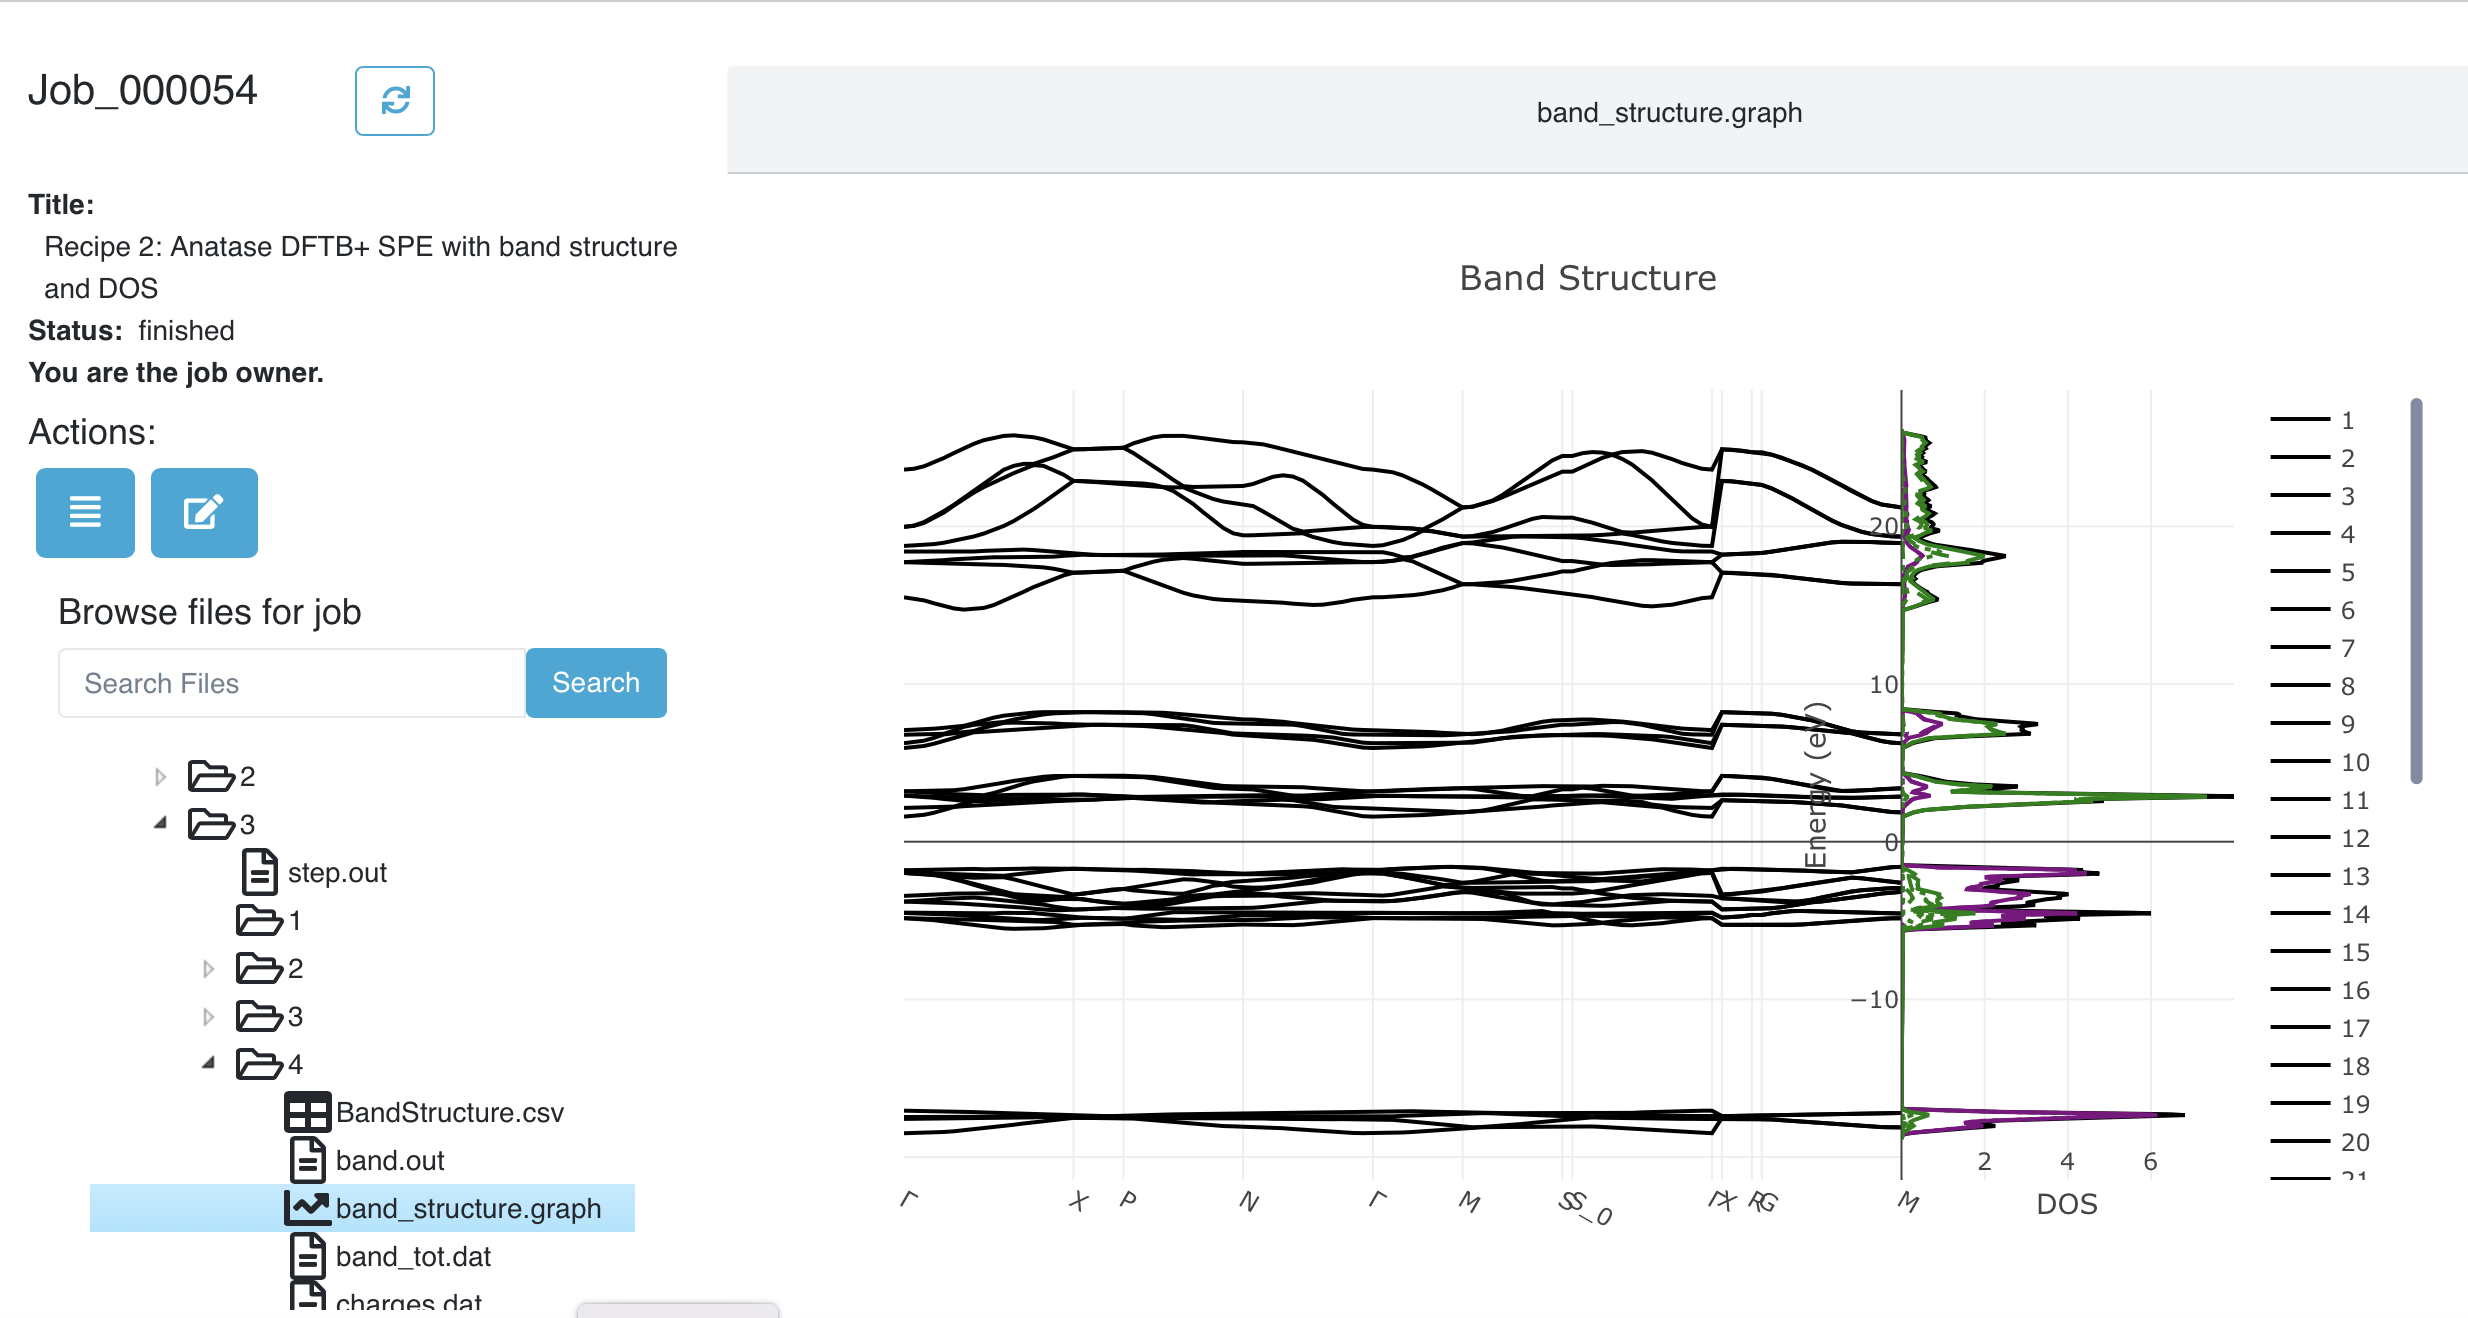 Job_000054
Title:
Recipe 2: Anatase DFTB+ SPE with band structure
and DOS
Status: finished
You are the job owner.
Actions:
Browse files for job
Search Files
Search
2
3
step.out
1
2
3
4
BandStructure.csv
band.out
band_structure.graph
band_tot.dat
charges.dat
band_structure.graph
Band Structure
Energy (eV)
20
10
0
−10
Γ
X
P
N
Γ
M
S
S_0
Γ
X
R
G
M
2
4
6
DOS
1
2
3
4
5
6
7
8
9
10
11
12
13
14
15
16
17
18
19
20
21